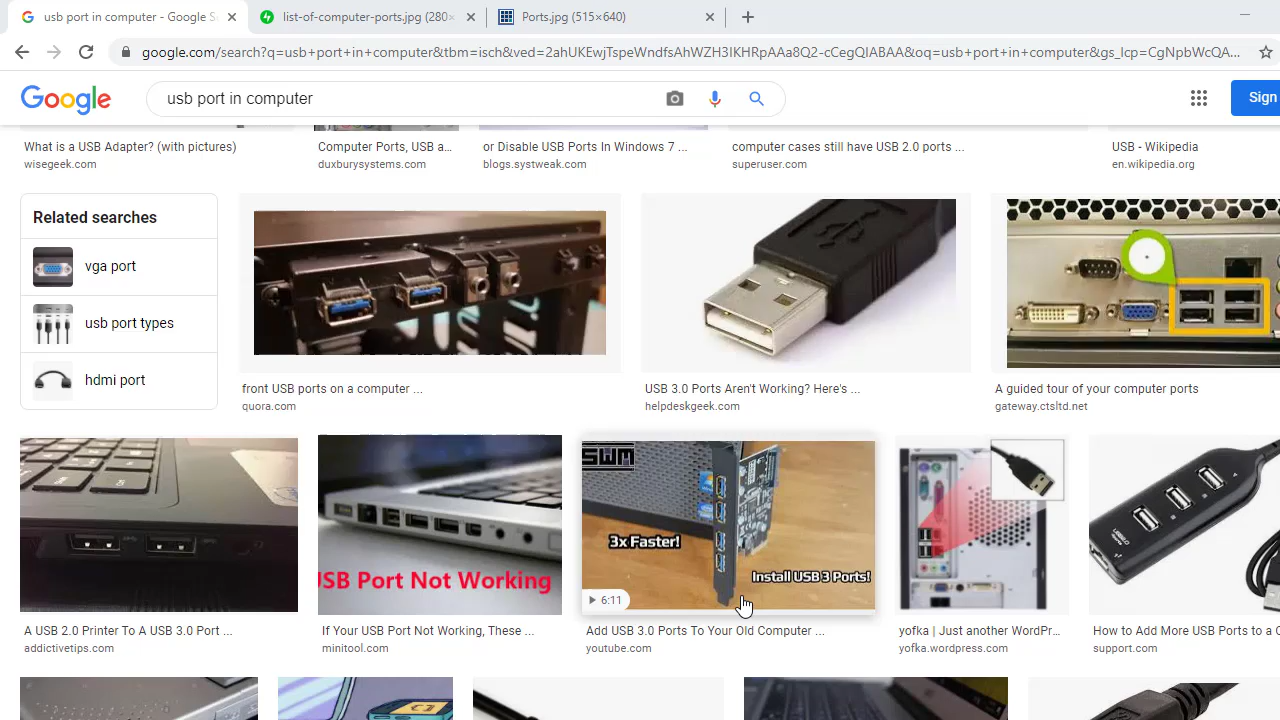 usb port in computer - Google S
list-of-computer-ports.jpg (280×
Ports.jpg (515×640)
google.com/search?q=usb+port+in+computer&tbm=isch&ved=2ahUKEwjTspeWndfsAhWZH3IKHRpAAa8Q2-cCegQIABAA&oq=usb+port+in+computer&gs_lcp=CgNpbWcQA...
Google
usb port in computer
Sign
What is a USB Adapter? (with pictures)
wisegeek.com
Computer Ports, USB a...
duxburysystems.com
or Disable USB Ports In Windows 7 ...
blogs.systweak.com
computer cases still have USB 2.0 ports ...
superuser.com
USB - Wikipedia
en.wikipedia.org
Related searches
vga port
usb port types
hdmi port
front USB ports on a computer ...
quora.com
USB 3.0 Ports Aren't Working? Here's ...
helpdeskgeek.com
A guided tour of your computer ports
gateway.ctsltd.net
A USB 2.0 Printer To A USB 3.0 Port ...
addictivetips.com
USB Port Not Working
If Your USB Port Not Working, These ...
minitool.com
SWM
3x Faster!
Install USB 3 Ports!
6:11
Add USB 3.0 Ports To Your Old Computer ...
youtube.com
yofka | Just another WordPr...
yofka.wordpress.com
How to Add More USB Ports to a C
support.com